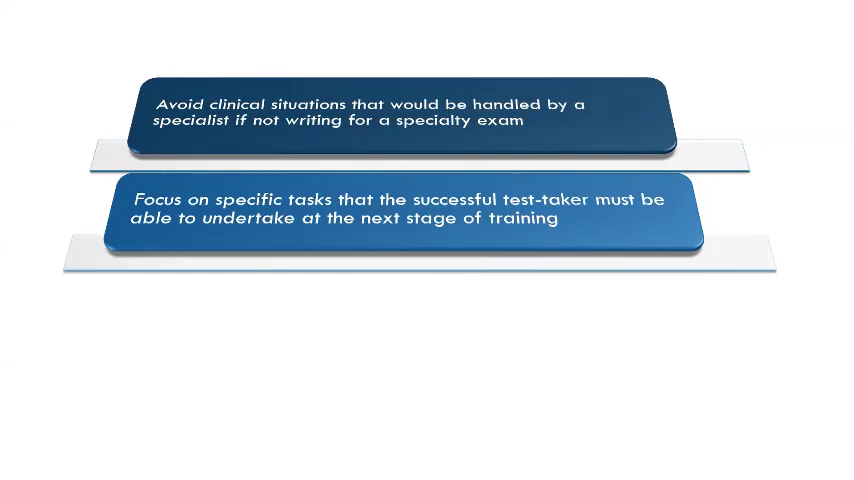 Avoid clinical situations that would be handled by a
specialist if not writing for a specialty exam
Focus on specific tasks that the successful test-taker must be
able to undertake at the next stage of training